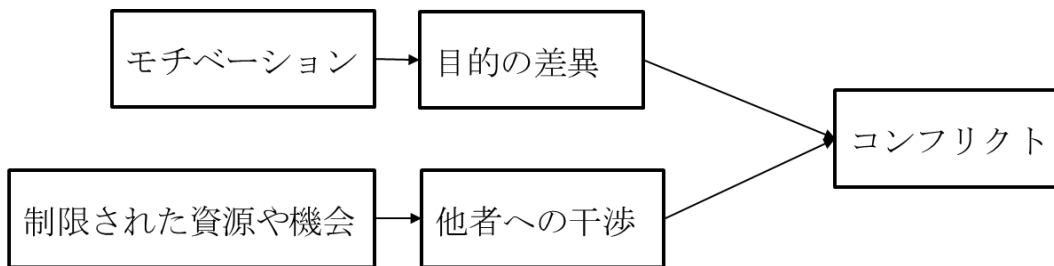 モチベーション
目的の差異
コンフリクト
制限された資源や機会
他者への干渉